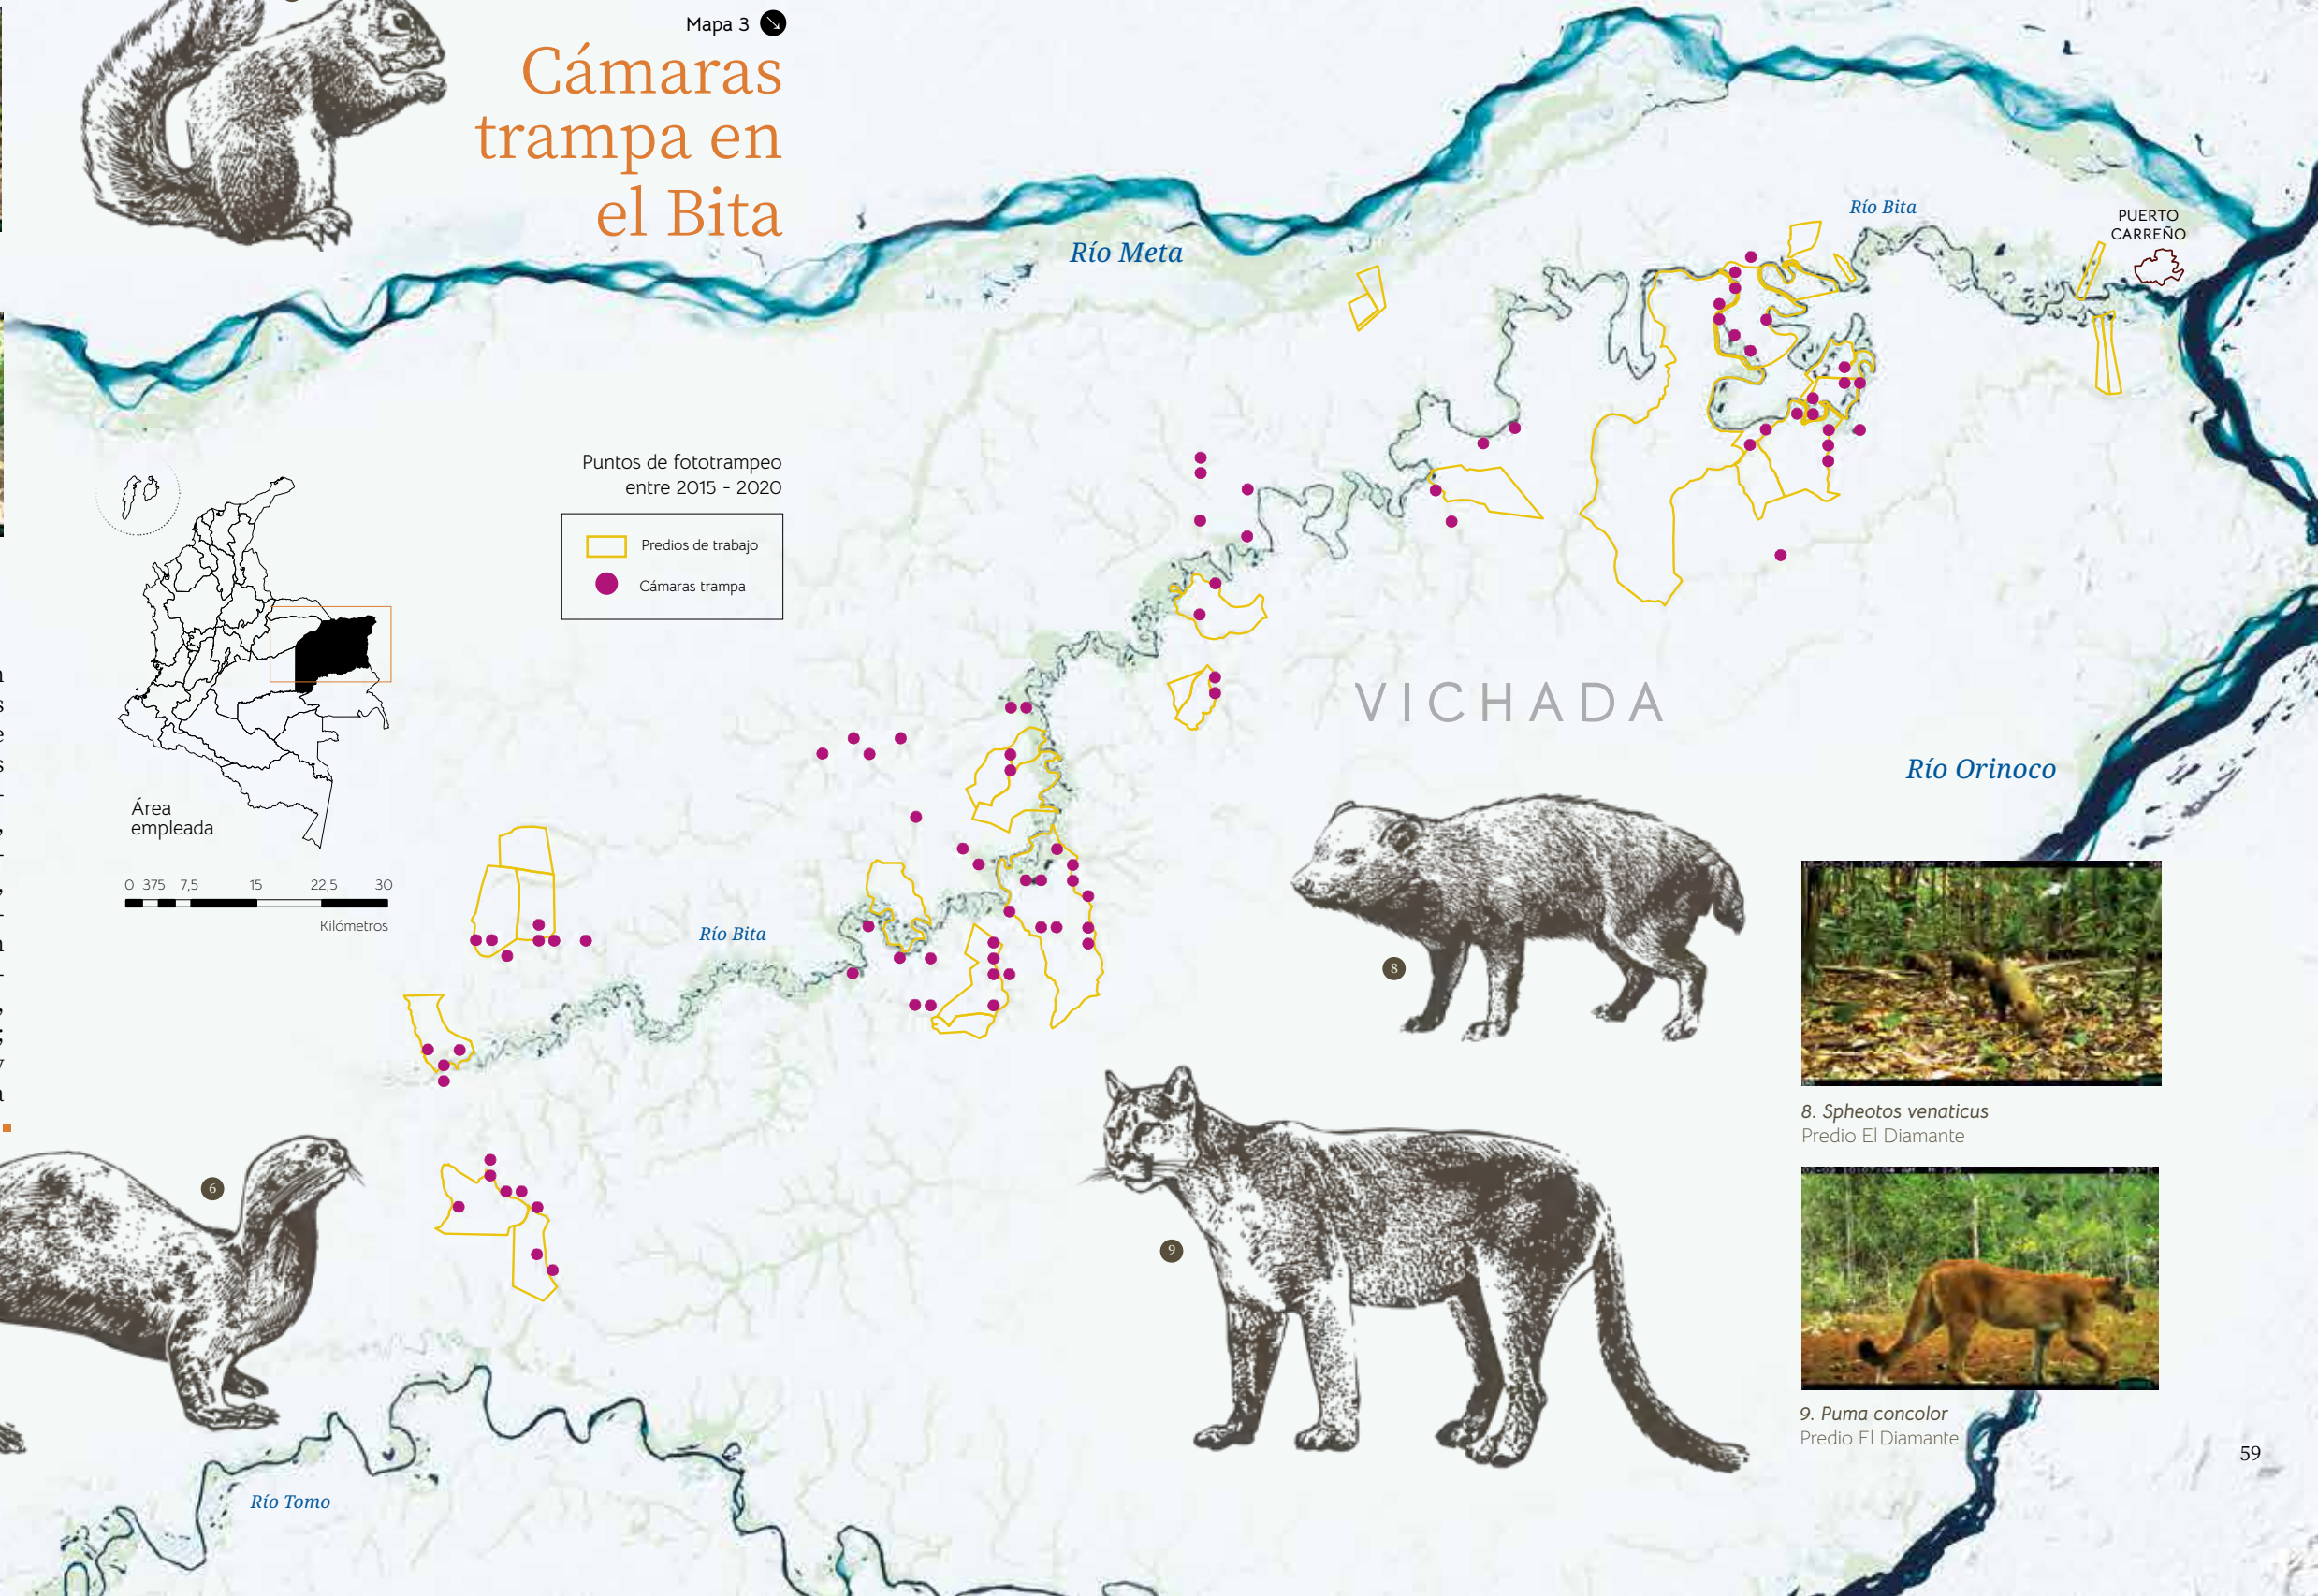 Mapa 3
Cámaras
trampa en
el Bita
Río Meta
Río Bita
PUERTO
CARREÑO
Puntos de fototrampeo
entre 2015 - 2020
Predios de trabajo
Cámaras trampa
Área
empleada
0 375 7,5 15 22,5 30
Kilómetros
VICHADA
Río Orinoco
Río Bita
8
6
9
8. Spheotos venaticus
Predio El Diamante
9. Puma concolor
Predio El Diamante
59
Río Tomo